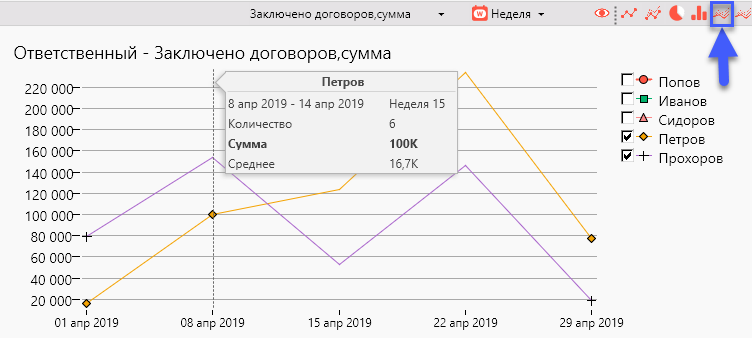 Заключено договоров,сумма Неделя
Ответственный - Заключено договоров,сумма
Петров
8 апр 2019 - 14 апр 2019 Неделя 15
Количество 6
Сумма 100K
Среднее 16,7K
220 000
200 000
180 000
160 000
140 000
120 000
100 000
80 000
60 000
40 000
20 000
01 апр 2019 08 апр 2019 15 апр 2019 22 апр 2019 29 апр 2019
Попов
Иванов
Сидоров
Петров
Прохоров